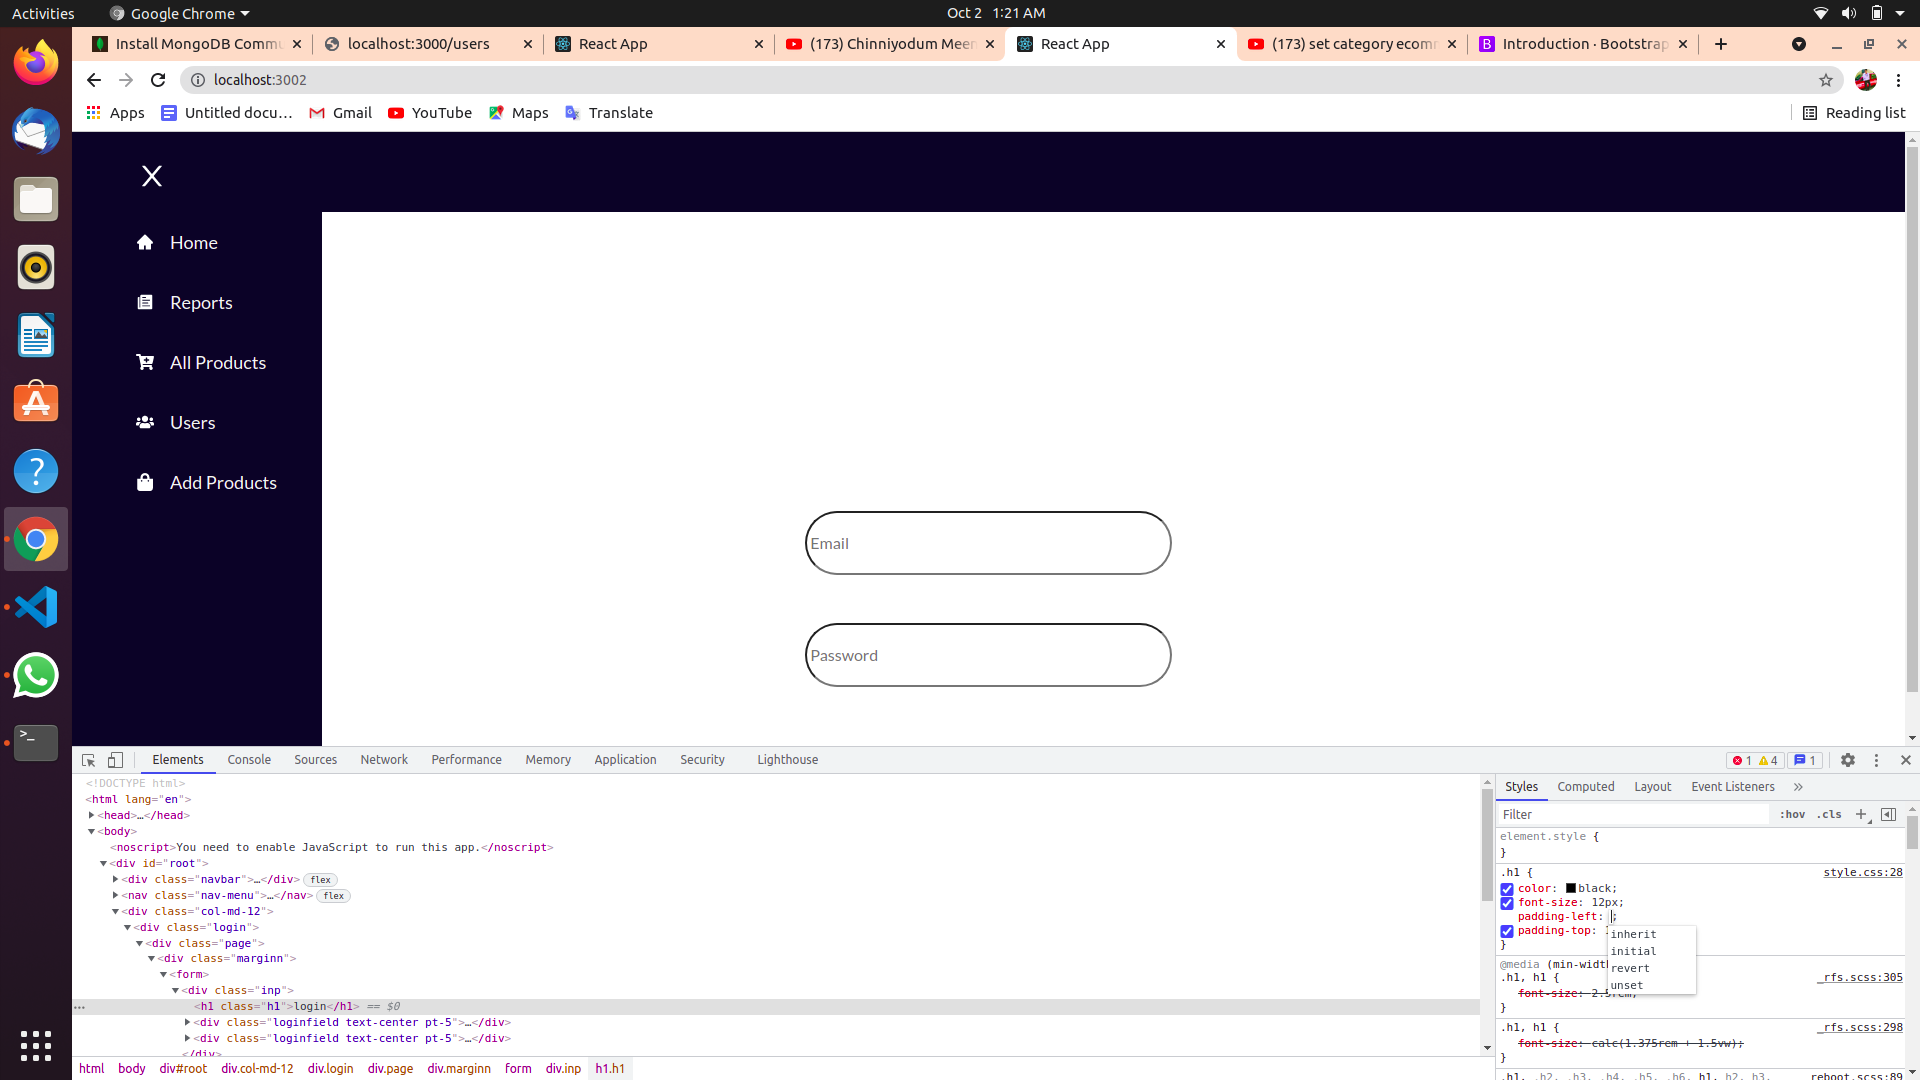 Activities Google Chrome Oct 2 1:21 AM
Install MongoDB Commu localhost:3000/users React App (173) Chinniyodum Meen React App (173) set category ecomm Introduction · Bootstrap
localhost:3002
Apps Untitled docu... Gmail YouTube Maps Translate Reading list
X
Home
Reports
All Products
Users
Add Products
Email
Password
Elements Console Sources Network Performance Memory Application Security Lighthouse 1 4 1
<!DOCTYPE html>
<html lang="en">
<head>…</head>
<body>
<noscript>You need to enable JavaScript to run this app.</noscript>
<div id="root">
<div class="navbar">…</div> flex
<nav class="nav-menu">…</nav> flex
<div class="col-md-12">
<div class="login">
<div class="page">
<div class="marginn">
<form>
<div class="inp">
<h1 class="h1">login</h1> == $0
<div class="loginfield text-center pt-5">…</div>
<div class="loginfield text-center pt-5">…</div>
</div>
html body div#root div.col-md-12 div.login div.page div.marginn form div.inp h1.h1
Styles Computed Layout Event Listeners »
Filter :hov .cls +
element.style {
}
.h1 { style.css:28
color: black;
font-size: 12px;
padding-left: ;
padding-top:
}
inherit
initial
revert
unset
@media (min-width
.h1, h1 { _rfs.scss:305
font-size: 2.5rem;
}
.h1, h1 { _rfs.scss:298
font-size: calc(1.375rem + 1.5vw);
}
.h1, .h2, .h3, .h4, .h5, .h6, h1, h2, h3, reboot.scss:89